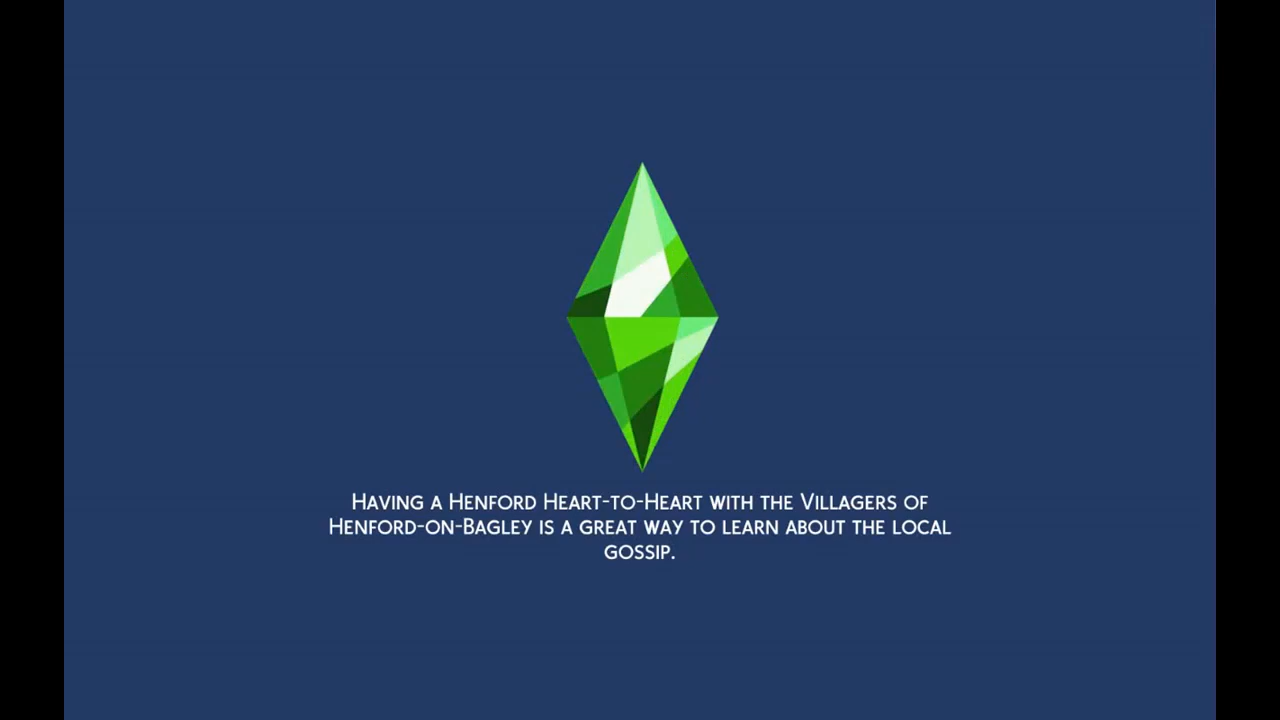 Having a Henford Heart-to-Heart with the Villagers of
Henford-on-Bagley is a great way to learn about the local
gossip.